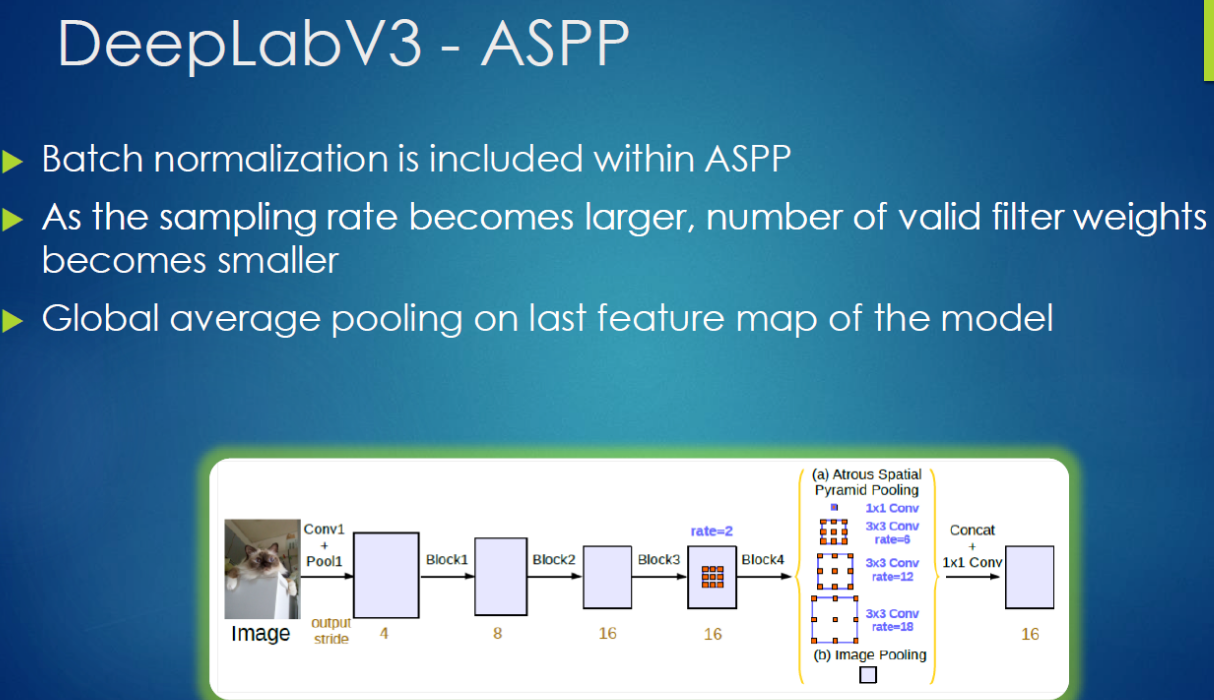 DeepLabV3 - ASPP
Batch normalization is included within ASPP
As the sampling rate becomes larger, number of valid filter weights
becomes smaller
Global average pooling on last feature map of the model
(a) Atrous Spatial
Pyramid Pooling
1x1 Conv
3x3 Conv
rate=6
3x3 Conv
rate=12
3x3 Conv
rate=18
(b) Image Pooling
Conv1
+
Pool1
Block1
Block2
Block3
rate=2
Block4
Concat
+
1x1 Conv
Image
output
stride
4
8
16
16
16